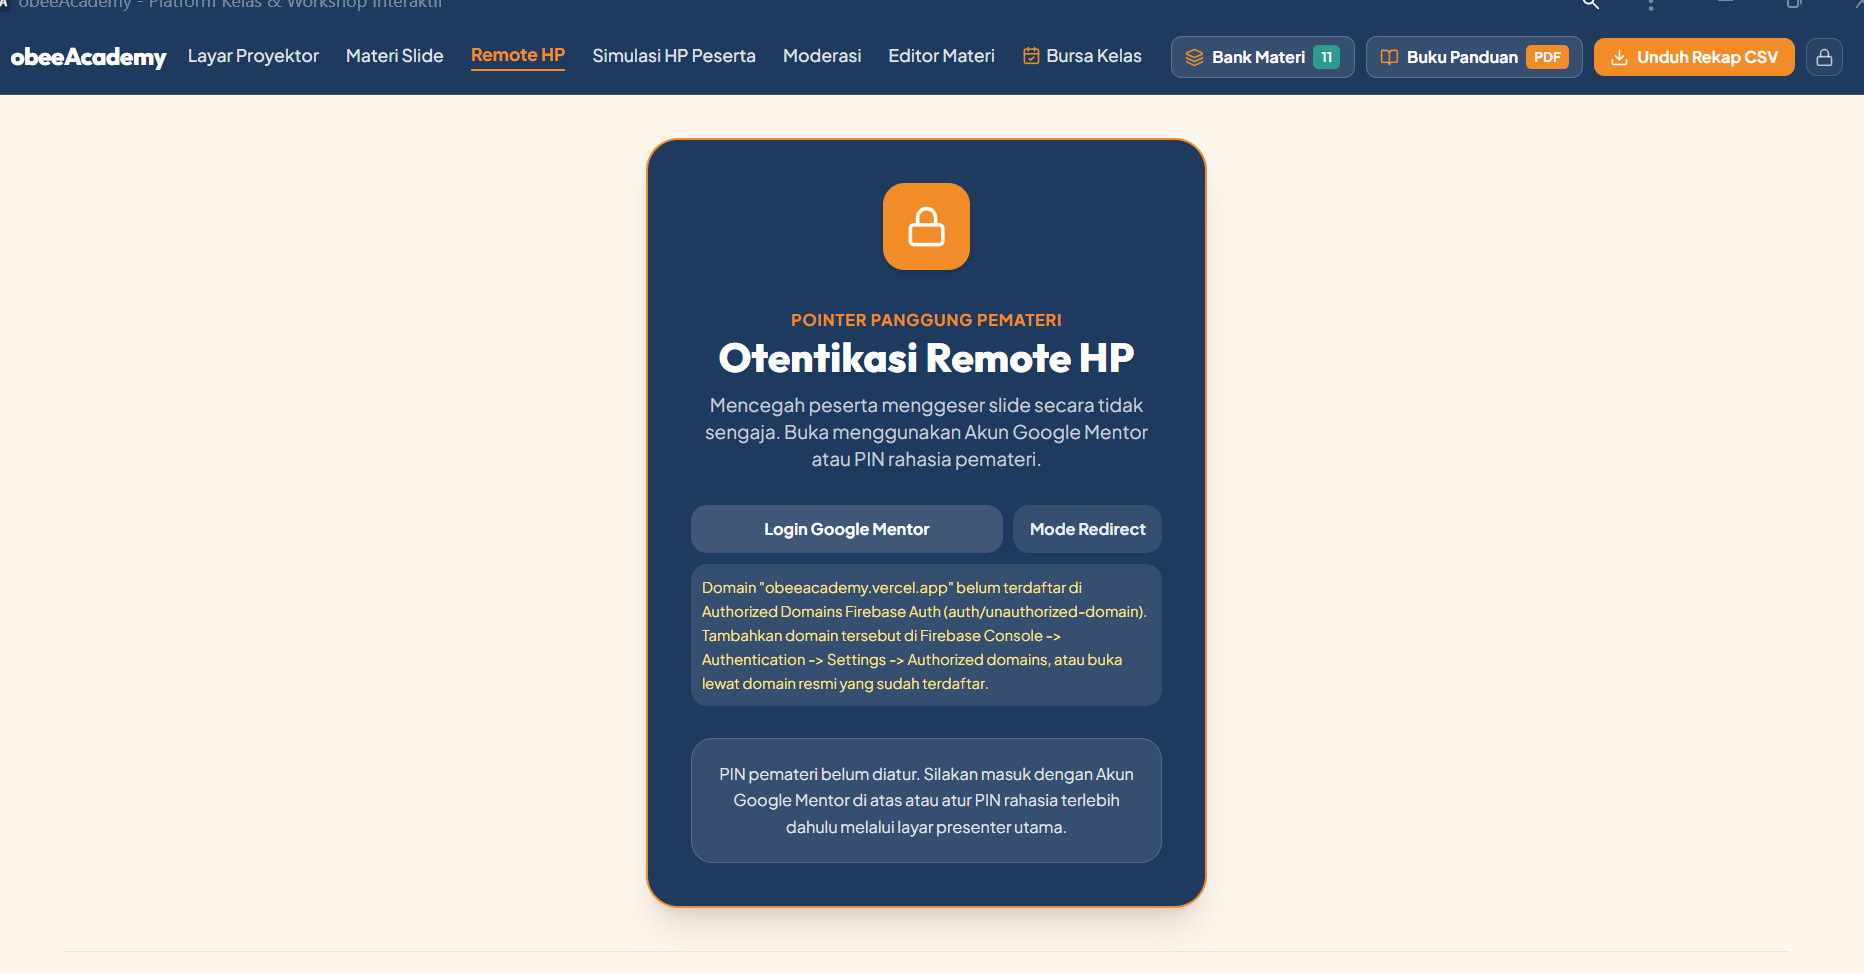 obeeAcademy - Platform Kelas & Workshop Interaktif
obeeAcademy
Layar Proyektor
Materi Slide
Remote HP
Simulasi HP Peserta
Moderasi
Editor Materi
Bursa Kelas
Bank Materi 11
Buku Panduan PDF
Unduh Rekap CSV
POINTER PANGGUNG PEMATERI
Otentikasi Remote HP
Mencegah peserta menggeser slide secara tidak
sengaja. Buka menggunakan Akun Google Mentor
atau PIN rahasia pemateri.
Login Google Mentor
Mode Redirect
Domain "obeeacademy.vercel.app" belum terdaftar di
Authorized Domains Firebase Auth (auth/unauthorized-domain).
Tambahkan domain tersebut di Firebase Console ->
Authentication -> Settings -> Authorized domains, atau buka
lewat domain resmi yang sudah terdaftar.
PIN pemateri belum diatur. Silakan masuk dengan Akun
Google Mentor di atas atau atur PIN rahasia terlebih
dahulu melalui layar presenter utama.